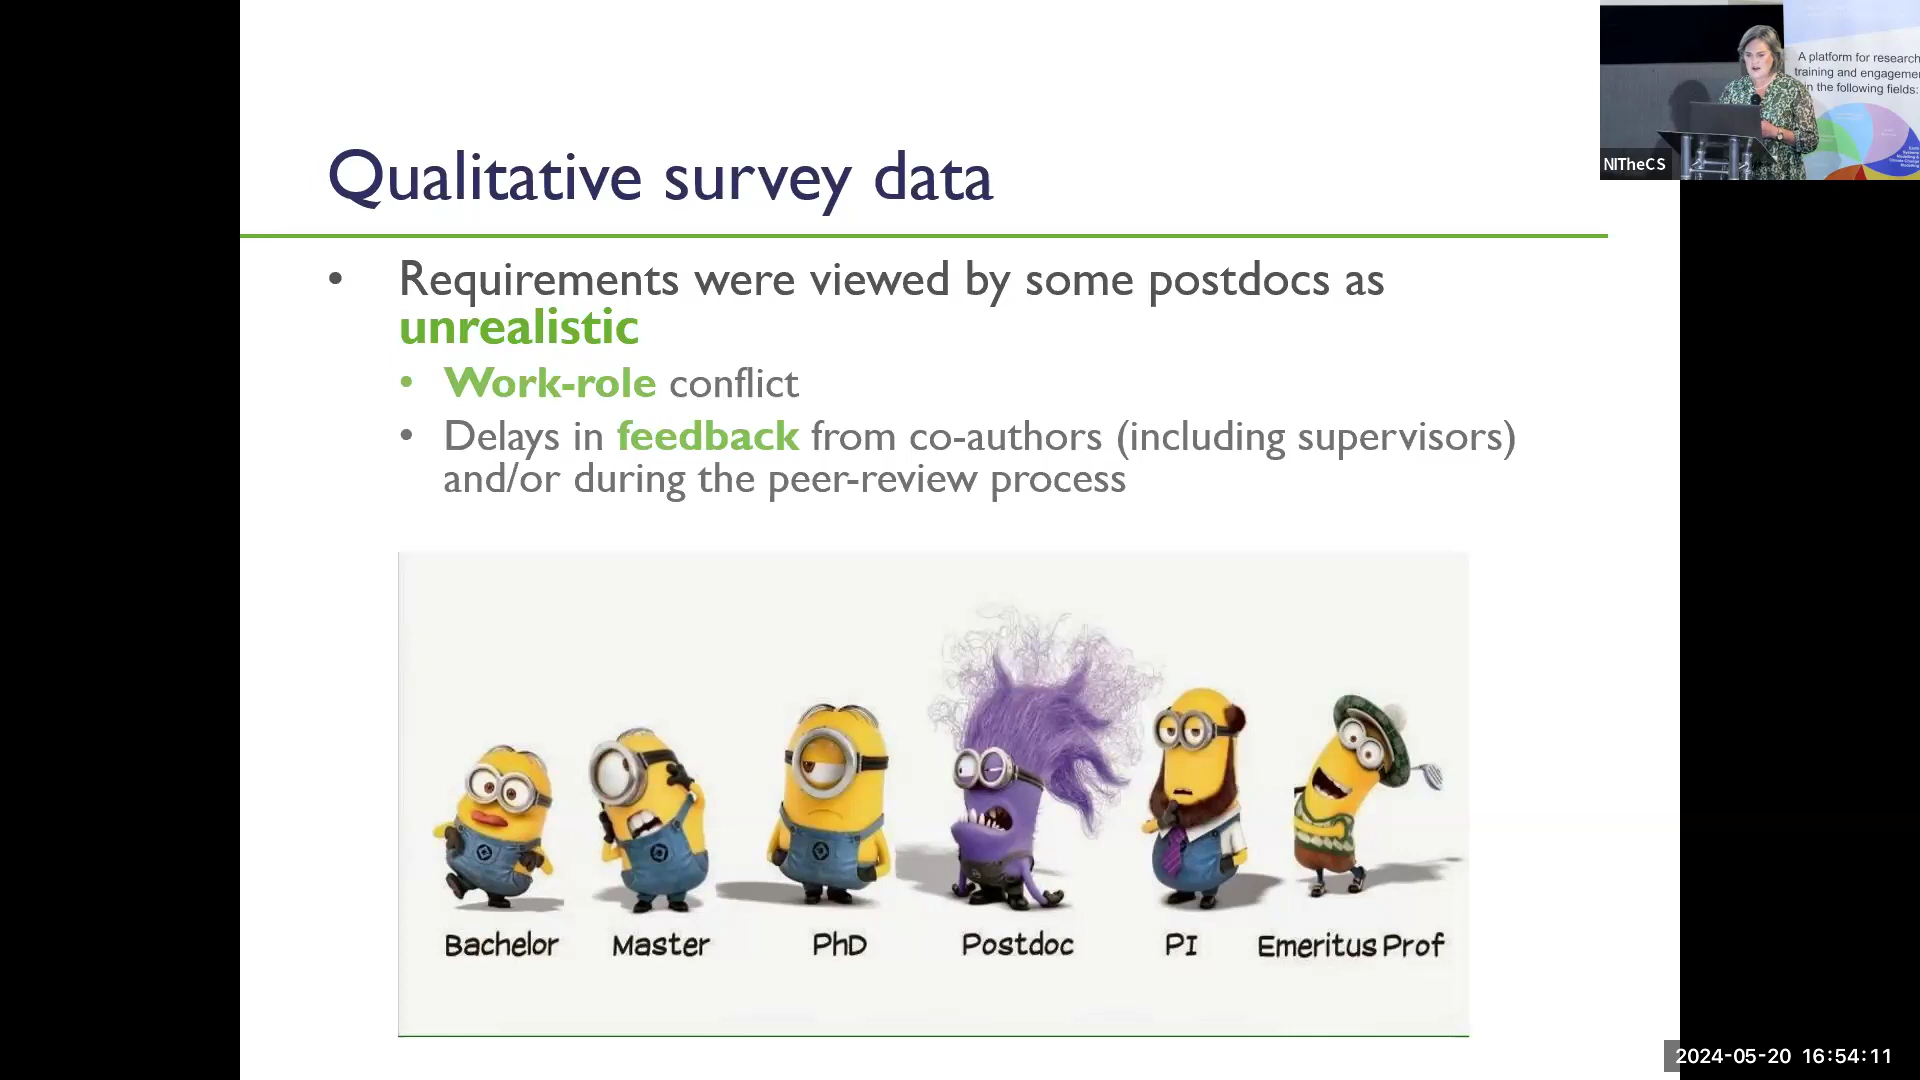 Qualitative survey data
• Requirements were viewed by some postdocs as
unrealistic
• Work-role conflict
• Delays in feedback from co-authors (including supervisors)
and/or during the peer-review process
Bachelor Master PhD Postdoc PI Emeritus Prof
A platform for research
training and engageme
in the following fields:
NITheCS
2024-05-20 16:54:11